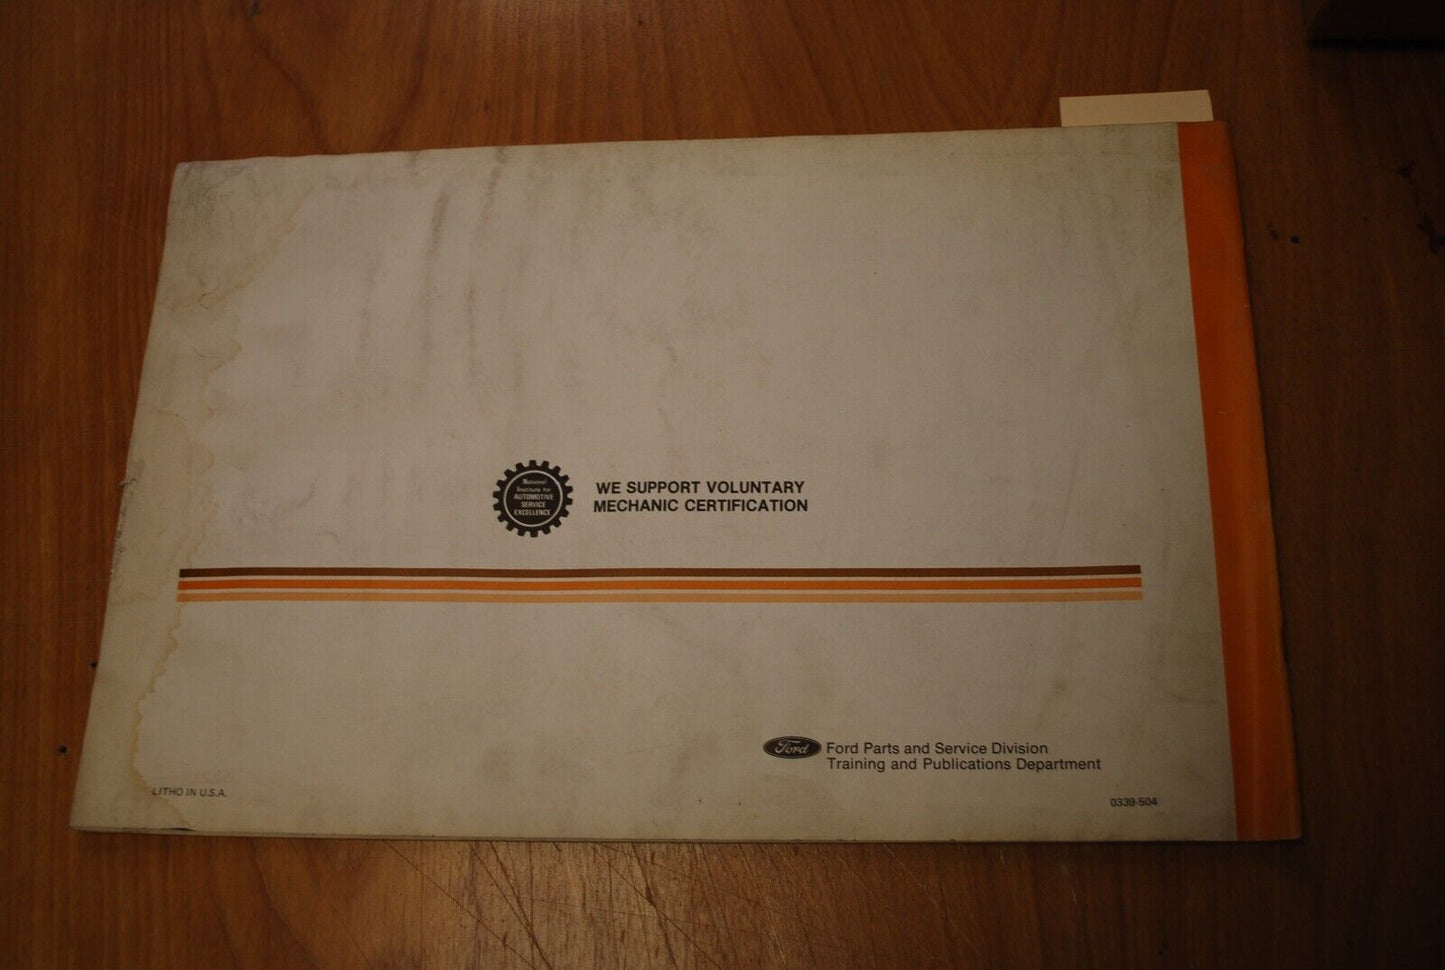 National
Institute for
AUTOMOTIVE
SERVICE
EXCELLENCE
WE SUPPORT VOLUNTARY
MECHANIC CERTIFICATION
Ford
Ford Parts and Service Division
Training and Publications Department
LITHO IN U.S.A.
0339-504